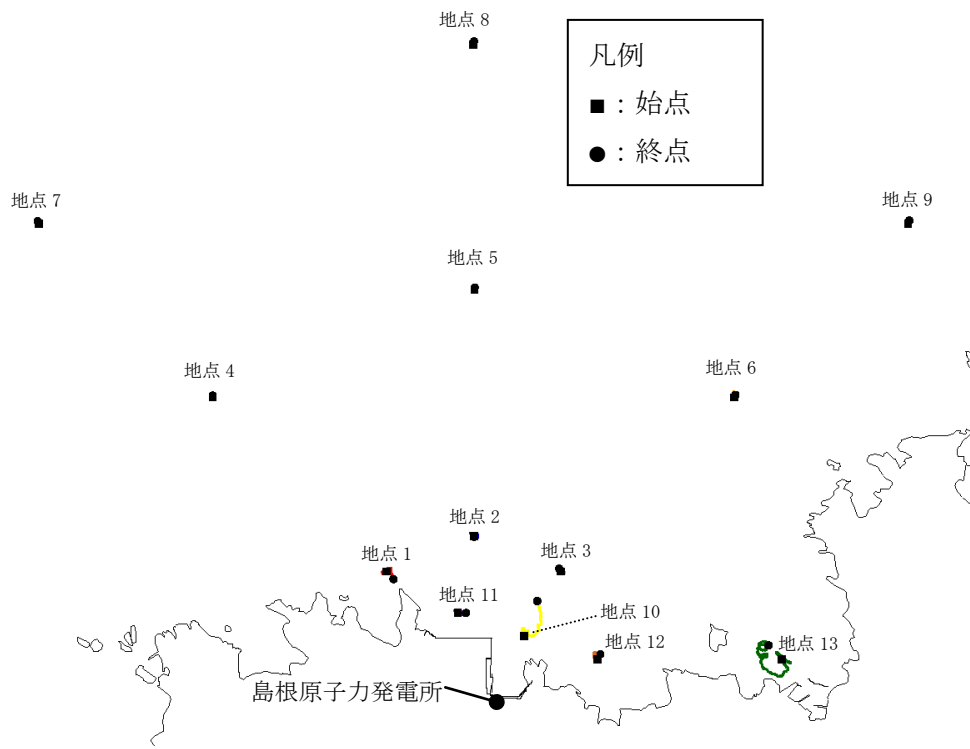 地点 8
凡例
■：始点
●：終点
地点 7
地点 9
地点 5
地点 4
地点 6
地点 2
地点 1
地点 3
地点 11
地点 10
地点 12
地点 13
島根原子力発電所